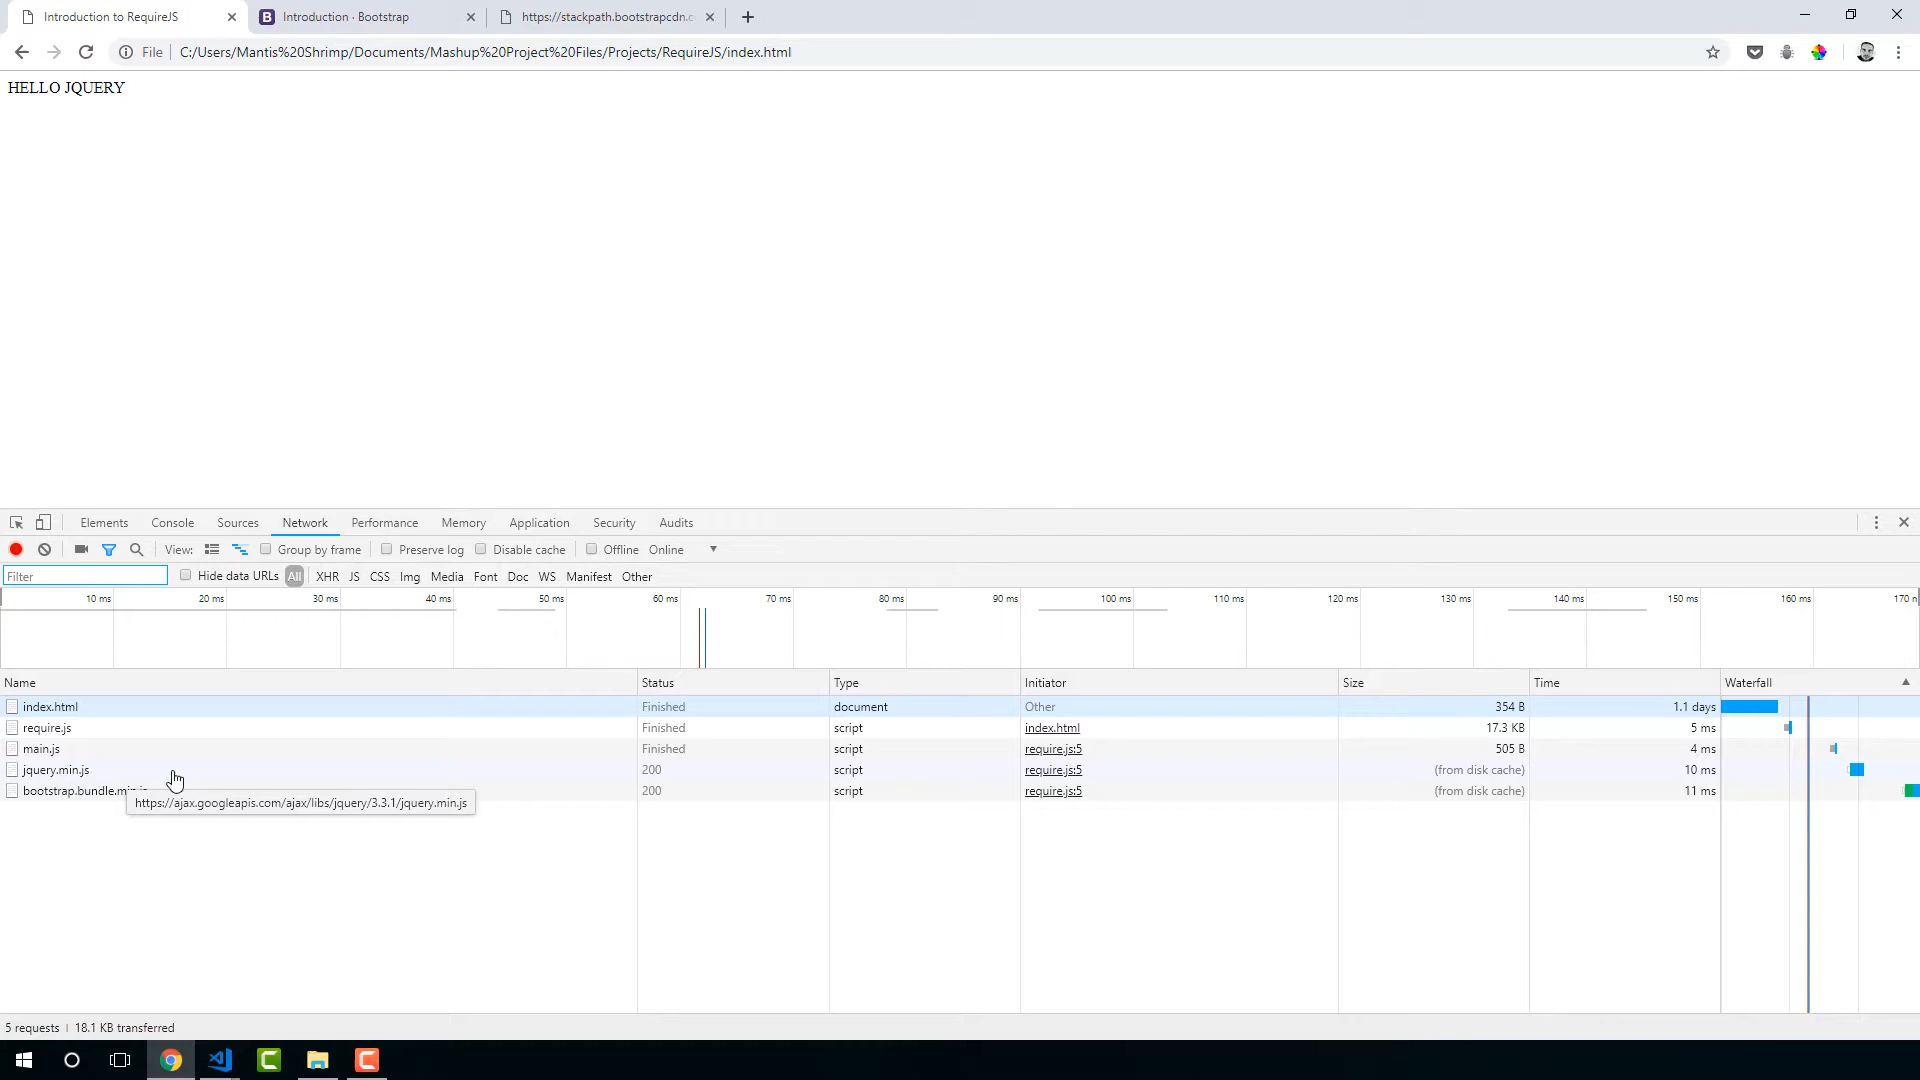 Introduction to RequireJS
Introduction · Bootstrap
https://stackpath.bootstrapcdn.c
File
C:/Users/Mantis%20Shrimp/Documents/Mashup%20Project%20Files/Projects/RequireJS/index.html
HELLO JQUERY
Elements Console Sources Network Performance Memory Application Security Audits
View: Group by frame Preserve log Disable cache Offline Online
Filter Hide data URLs All XHR JS CSS Img Media Font Doc WS Manifest Other
10 ms 20 ms 30 ms 40 ms 50 ms 60 ms 70 ms 80 ms 90 ms 100 ms 110 ms 120 ms 130 ms 140 ms 150 ms 160 ms 170 n
Name Status Type Initiator Size Time Waterfall
index.html Finished document Other 354 B 1.1 days
require.js Finished script index.html 17.3 KB 5 ms
main.js Finished script require.js:5 505 B 4 ms
jquery.min.js 200 script require.js:5 (from disk cache) 10 ms
bootstrap.bundle.min.js 200 script require.js:5 (from disk cache) 11 ms
https://ajax.googleapis.com/ajax/libs/jquery/3.3.1/jquery.min.js
5 requests | 18.1 KB transferred